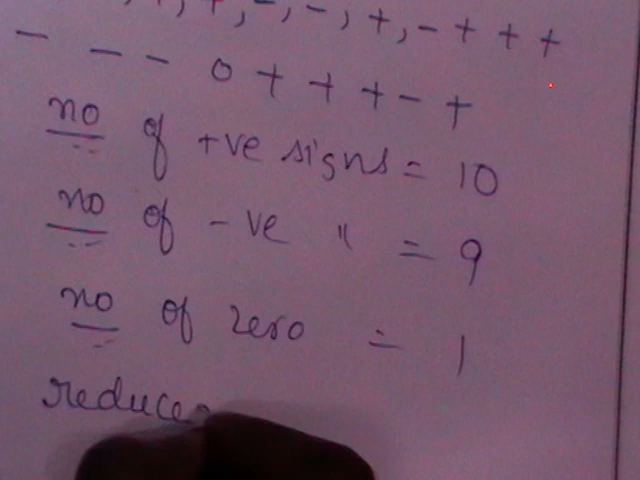 +, +, -, -, +, - + + +
- - - 0 + + + - +
no of +ve signs = 10
no of -ve " = 9
no of zero = 1
reduce